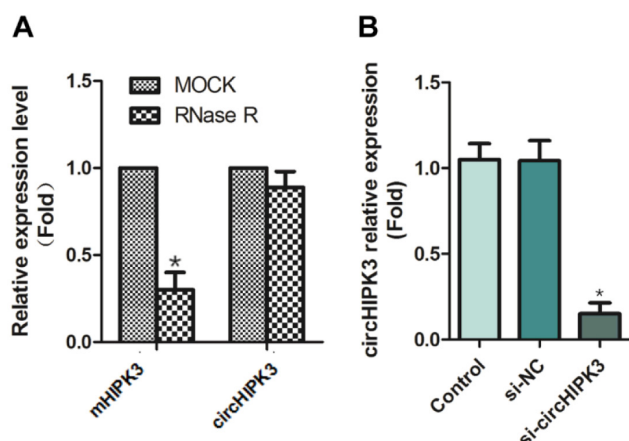 A
Relative expression level
(Fold)
1.5
1.0
0.5
0.0
MOCK
RNase R
*
mHIPK3
circHIPK3
B
circHIPK3 relative expression
(Fold)
1.5
1.0
0.5
0.0
*
Control
si-NC
si-circHIPK3